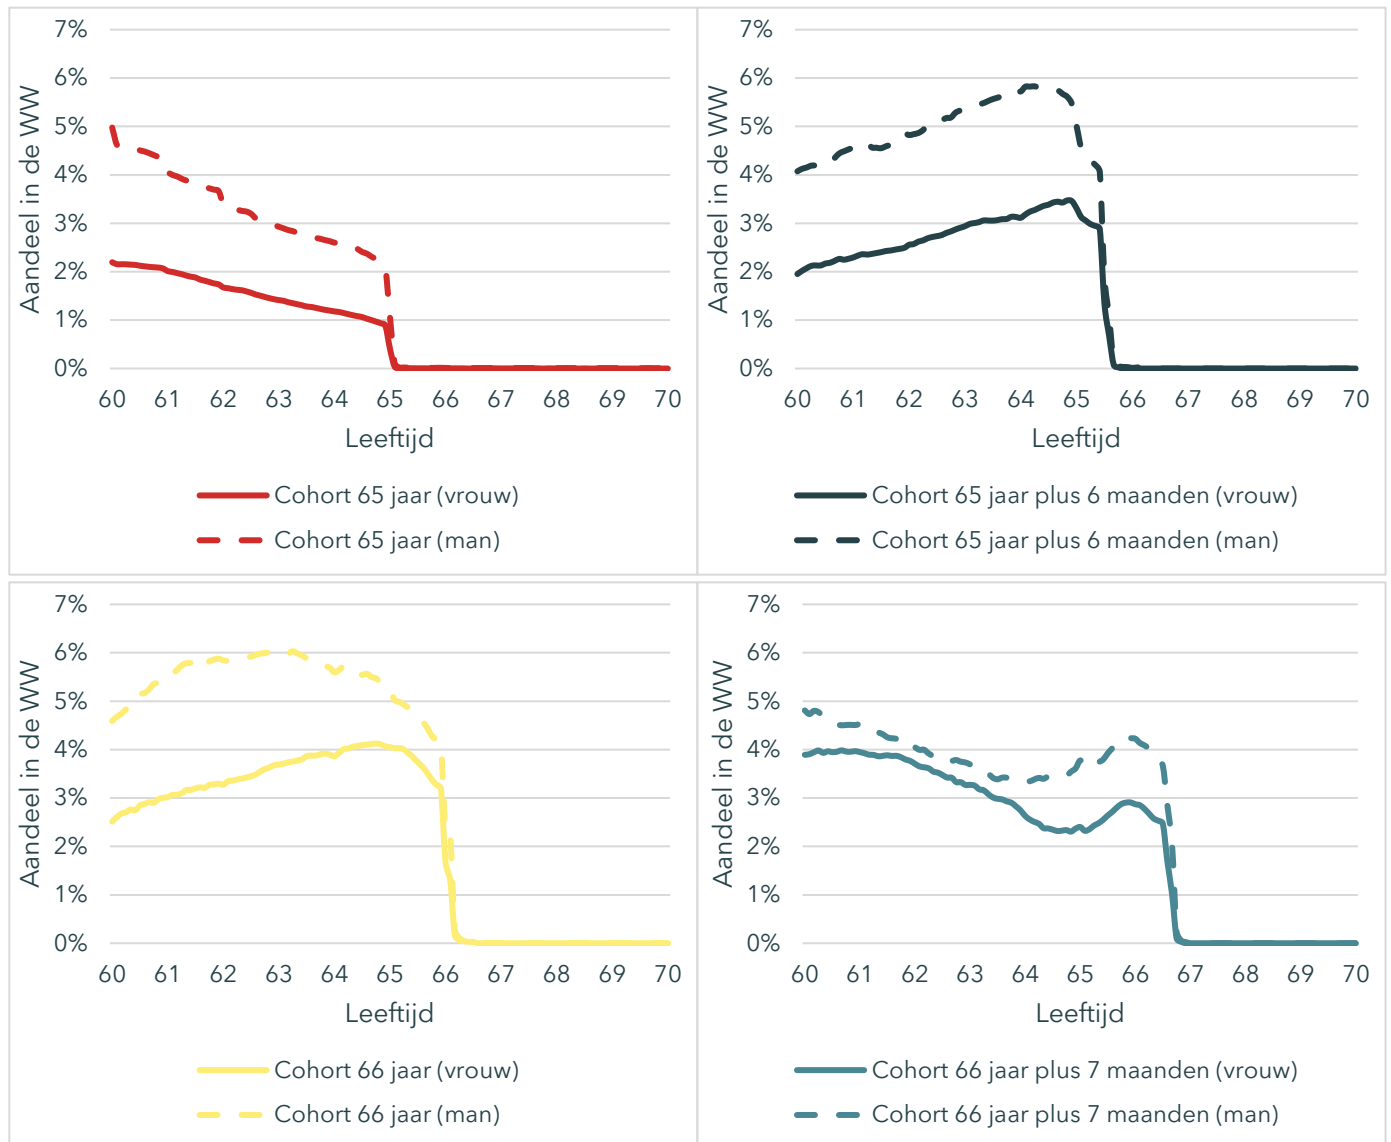 7%
6%
5%
4%
3%
2%
1%
0%
Aandeel in de WW
60 61 62 63 64 65 66 67 68 69 70
Leeftijd
Cohort 65 jaar (vrouw)
Cohort 65 jaar (man)
7%
6%
5%
4%
3%
2%
1%
0%
Aandeel in de WW
60 61 62 63 64 65 66 67 68 69 70
Leeftijd
Cohort 65 jaar plus 6 maanden (vrouw)
Cohort 65 jaar plus 6 maanden (man)
7%
6%
5%
4%
3%
2%
1%
0%
Aandeel in de WW
60 61 62 63 64 65 66 67 68 69 70
Leeftijd
Cohort 66 jaar (vrouw)
Cohort 66 jaar (man)
7%
6%
5%
4%
3%
2%
1%
0%
Aandeel in de WW
60 61 62 63 64 65 66 67 68 69 70
Leeftijd
Cohort 66 jaar plus 7 maanden (vrouw)
Cohort 66 jaar plus 7 maanden (man)